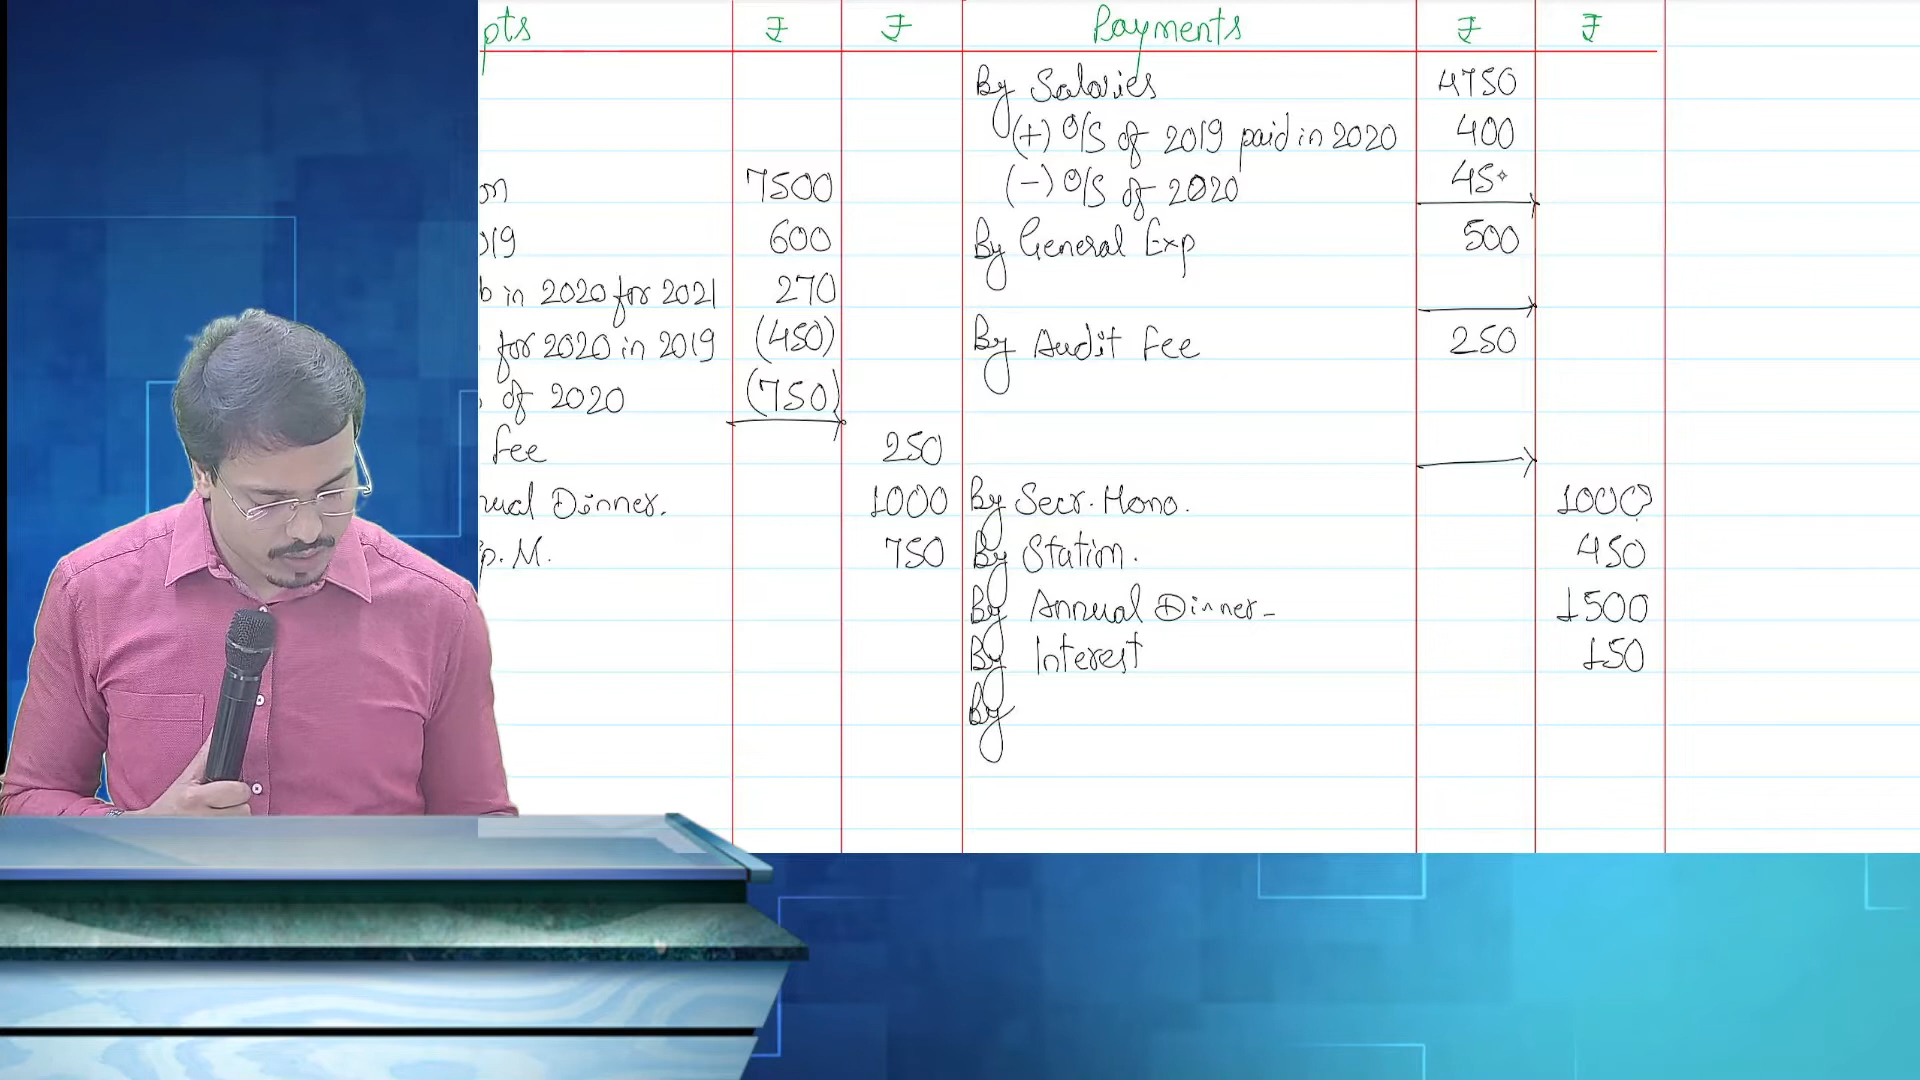 pts ₹ ₹ Payments ₹ ₹
By Salaries 4750
(+) O/S of 2019 paid in 2020 400
on 7500 (-) O/S of 2020 45
019 600 By General Exp 500
b in 2020 for 2021 270
for 2020 in 2019 (450) By Audit Fee 250
of 2020 (750)
fee 250
ual Dinner. 1000 By Secr. Hono. 1000
p. M. 750 By Station. 450
By Annual Dinner- 1500
By Interest 150
By